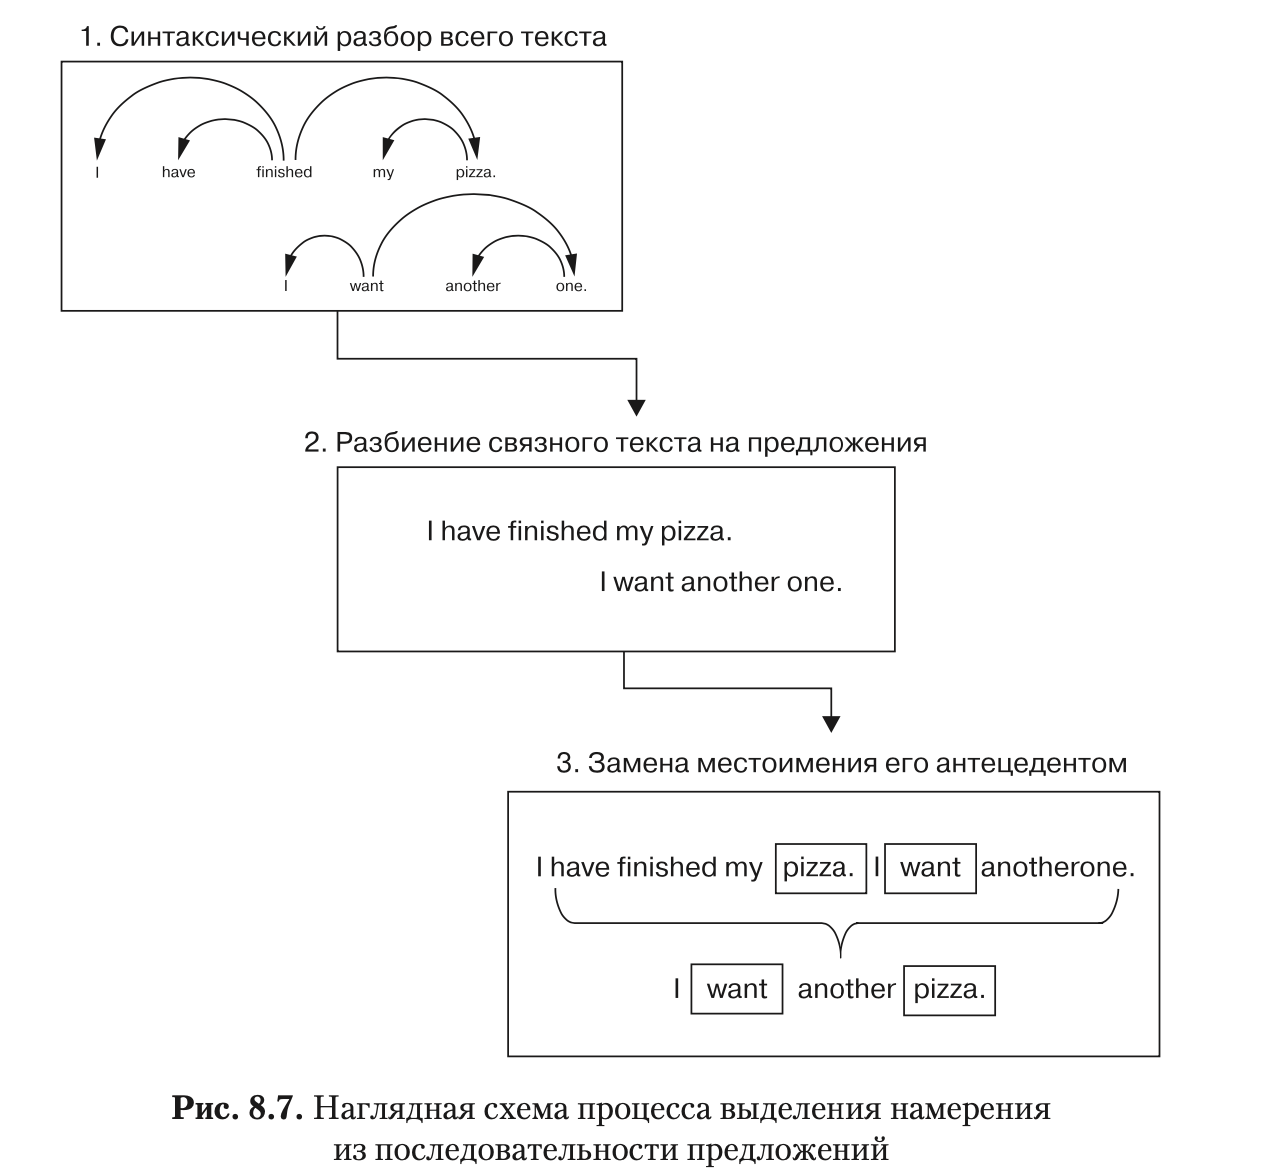 1. Синтаксический разбор всего текста
I have finished my pizza.
I want another one.
2. Разбиение связного текста на предложения
I have finished my pizza.
I want another one.
3. Замена местоимения его антецедентом
I have finished my pizza. I want anotherone.
I want another pizza.
Рис. 8.7. Наглядная схема процесса выделения намерения
из последовательности предложений